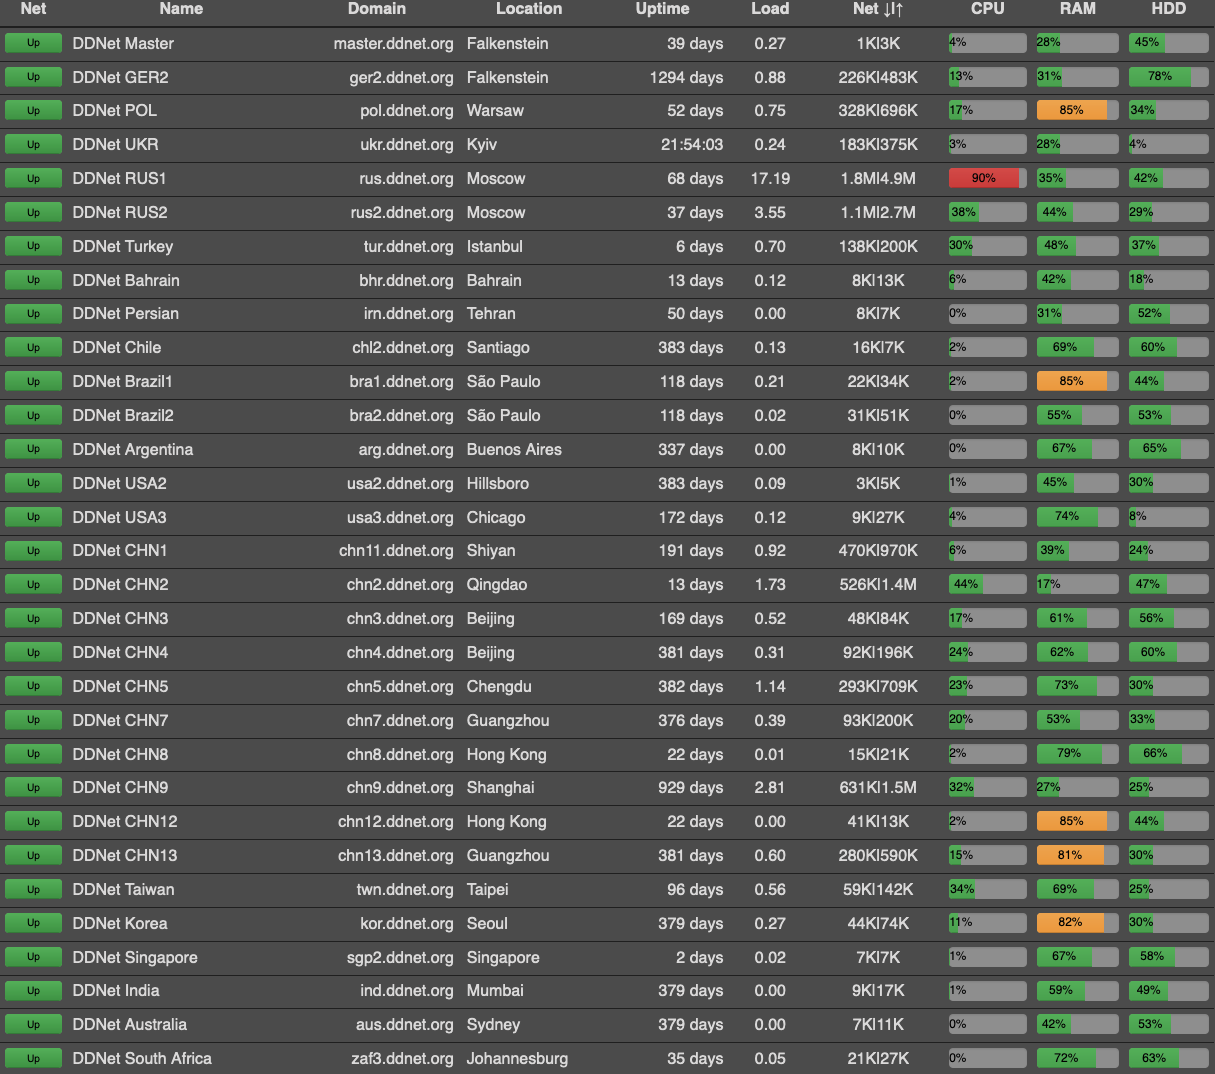 Net Name Domain Location Uptime Load Net ↓|↑ CPU RAM HDD
Up DDNet Master master.ddnet.org Falkenstein 39 days 0.27 1K|3K 4% 28% 45%
Up DDNet GER2 ger2.ddnet.org Falkenstein 1294 days 0.88 226K|483K 13% 31% 78%
Up DDNet POL pol.ddnet.org Warsaw 52 days 0.75 328K|696K 17% 85% 34%
Up DDNet UKR ukr.ddnet.org Kyiv 21:54:03 0.24 183K|375K 3% 28% 4%
Up DDNet RUS1 rus.ddnet.org Moscow 68 days 17.19 1.8M|4.9M 90% 35% 42%
Up DDNet RUS2 rus2.ddnet.org Moscow 37 days 3.55 1.1M|2.7M 38% 44% 29%
Up DDNet Turkey tur.ddnet.org Istanbul 6 days 0.70 138K|200K 30% 48% 37%
Up DDNet Bahrain bhr.ddnet.org Bahrain 13 days 0.12 8K|13K 6% 42% 18%
Up DDNet Persian irn.ddnet.org Tehran 50 days 0.00 8K|7K 0% 31% 52%
Up DDNet Chile chl2.ddnet.org Santiago 383 days 0.13 16K|7K 2% 69% 60%
Up DDNet Brazil1 bra1.ddnet.org São Paulo 118 days 0.21 22K|34K 2% 85% 44%
Up DDNet Brazil2 bra2.ddnet.org São Paulo 118 days 0.02 31K|51K 0% 55% 53%
Up DDNet Argentina arg.ddnet.org Buenos Aires 337 days 0.00 8K|10K 0% 67% 65%
Up DDNet USA2 usa2.ddnet.org Hillsboro 383 days 0.09 3K|5K 1% 45% 30%
Up DDNet USA3 usa3.ddnet.org Chicago 172 days 0.12 9K|27K 4% 74% 8%
Up DDNet CHN1 chn11.ddnet.org Shiyan 191 days 0.92 470K|970K 6% 39% 24%
Up DDNet CHN2 chn2.ddnet.org Qingdao 13 days 1.73 526K|1.4M 44% 17% 47%
Up DDNet CHN3 chn3.ddnet.org Beijing 169 days 0.52 48K|84K 17% 61% 56%
Up DDNet CHN4 chn4.ddnet.org Beijing 381 days 0.31 92K|196K 24% 62% 60%
Up DDNet CHN5 chn5.ddnet.org Chengdu 382 days 1.14 293K|709K 23% 73% 30%
Up DDNet CHN7 chn7.ddnet.org Guangzhou 376 days 0.39 93K|200K 20% 53% 33%
Up DDNet CHN8 chn8.ddnet.org Hong Kong 22 days 0.01 15K|21K 2% 79% 66%
Up DDNet CHN9 chn9.ddnet.org Shanghai 929 days 2.81 631K|1.5M 32% 27% 25%
Up DDNet CHN12 chn12.ddnet.org Hong Kong 22 days 0.00 41K|13K 2% 85% 44%
Up DDNet CHN13 chn13.ddnet.org Guangzhou 381 days 0.60 280K|590K 15% 81% 30%
Up DDNet Taiwan twn.ddnet.org Taipei 96 days 0.56 59K|142K 34% 69% 25%
Up DDNet Korea kor.ddnet.org Seoul 379 days 0.27 44K|74K 11% 82% 30%
Up DDNet Singapore sgp2.ddnet.org Singapore 2 days 0.02 7K|7K 1% 67% 58%
Up DDNet India ind.ddnet.org Mumbai 379 days 0.00 9K|17K 1% 59% 49%
Up DDNet Australia aus.ddnet.org Sydney 379 days 0.00 7K|11K 0% 42% 53%
Up DDNet South Africa zaf3.ddnet.org Johannesburg 35 days 0.05 21K|27K 0% 72% 63%